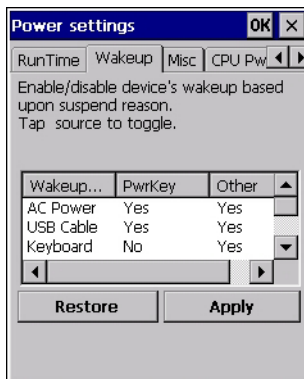 Power settings OK ×
RunTime Wakeup Misc CPU Pw
Enable/disable device's wakeup based
upon suspend reason.
Tap source to toggle.
Wakeup... PwrKey Other
AC Power Yes Yes
USB Cable Yes Yes
Keyboard No Yes
Restore Apply